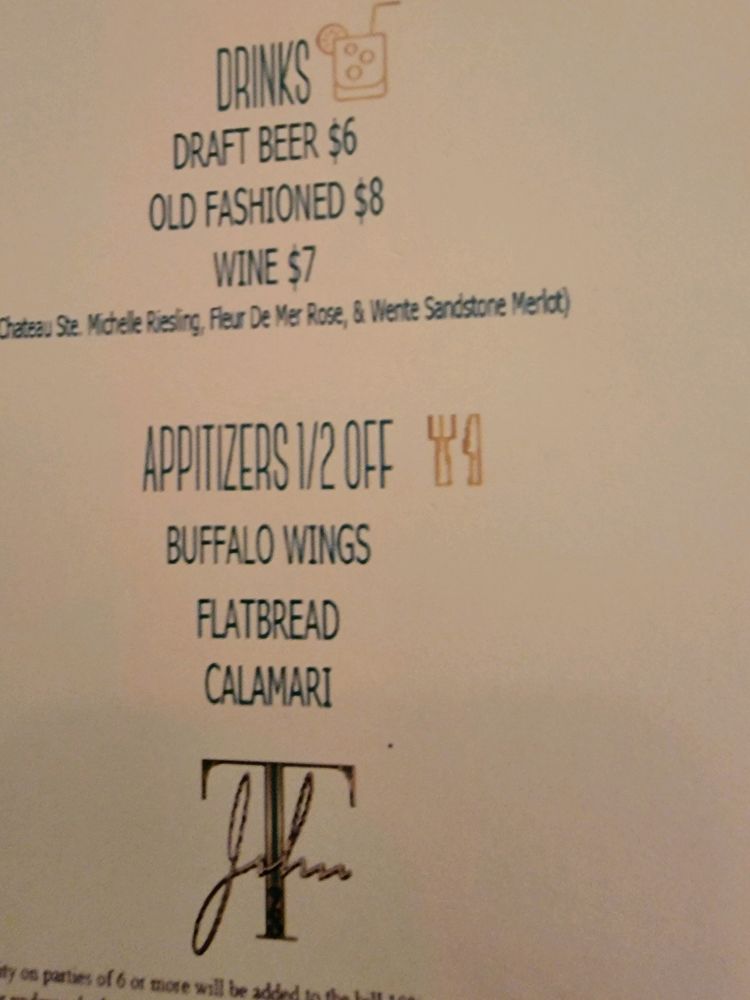 DRINKS
DRAFT BEER $6
OLD FASHIONED $8
WINE $7
Chateau Ste. Michelle Riesling, Fleur De Mer Rose, & Wente Sandstone Merlot)
APPITIZERS 1/2 OFF
BUFFALO WINGS
FLATBREAD
CALAMARI
T
John
on parties of 6 or more will be added to the bill